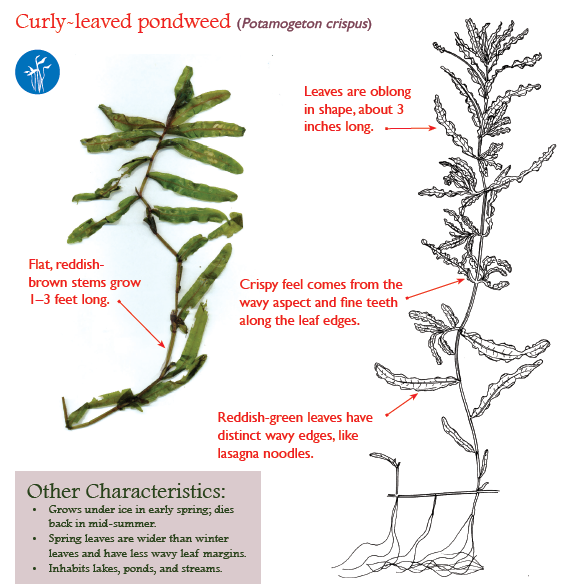 Curly-leaved pondweed (Potamogeton crispus)
Leaves are oblong
in shape, about 3
inches long.
Flat, reddish-
brown stems grow
1–3 feet long.
Crispy feel comes from the
wavy aspect and fine teeth
along the leaf edges.
Reddish-green leaves have
distinct wavy edges, like
lasagna noodles.
Other Characteristics:
• Grows under ice in early spring; dies
back in mid-summer.
• Spring leaves are wider than winter
leaves and have less wavy leaf margins.
• Inhabits lakes, ponds, and streams.